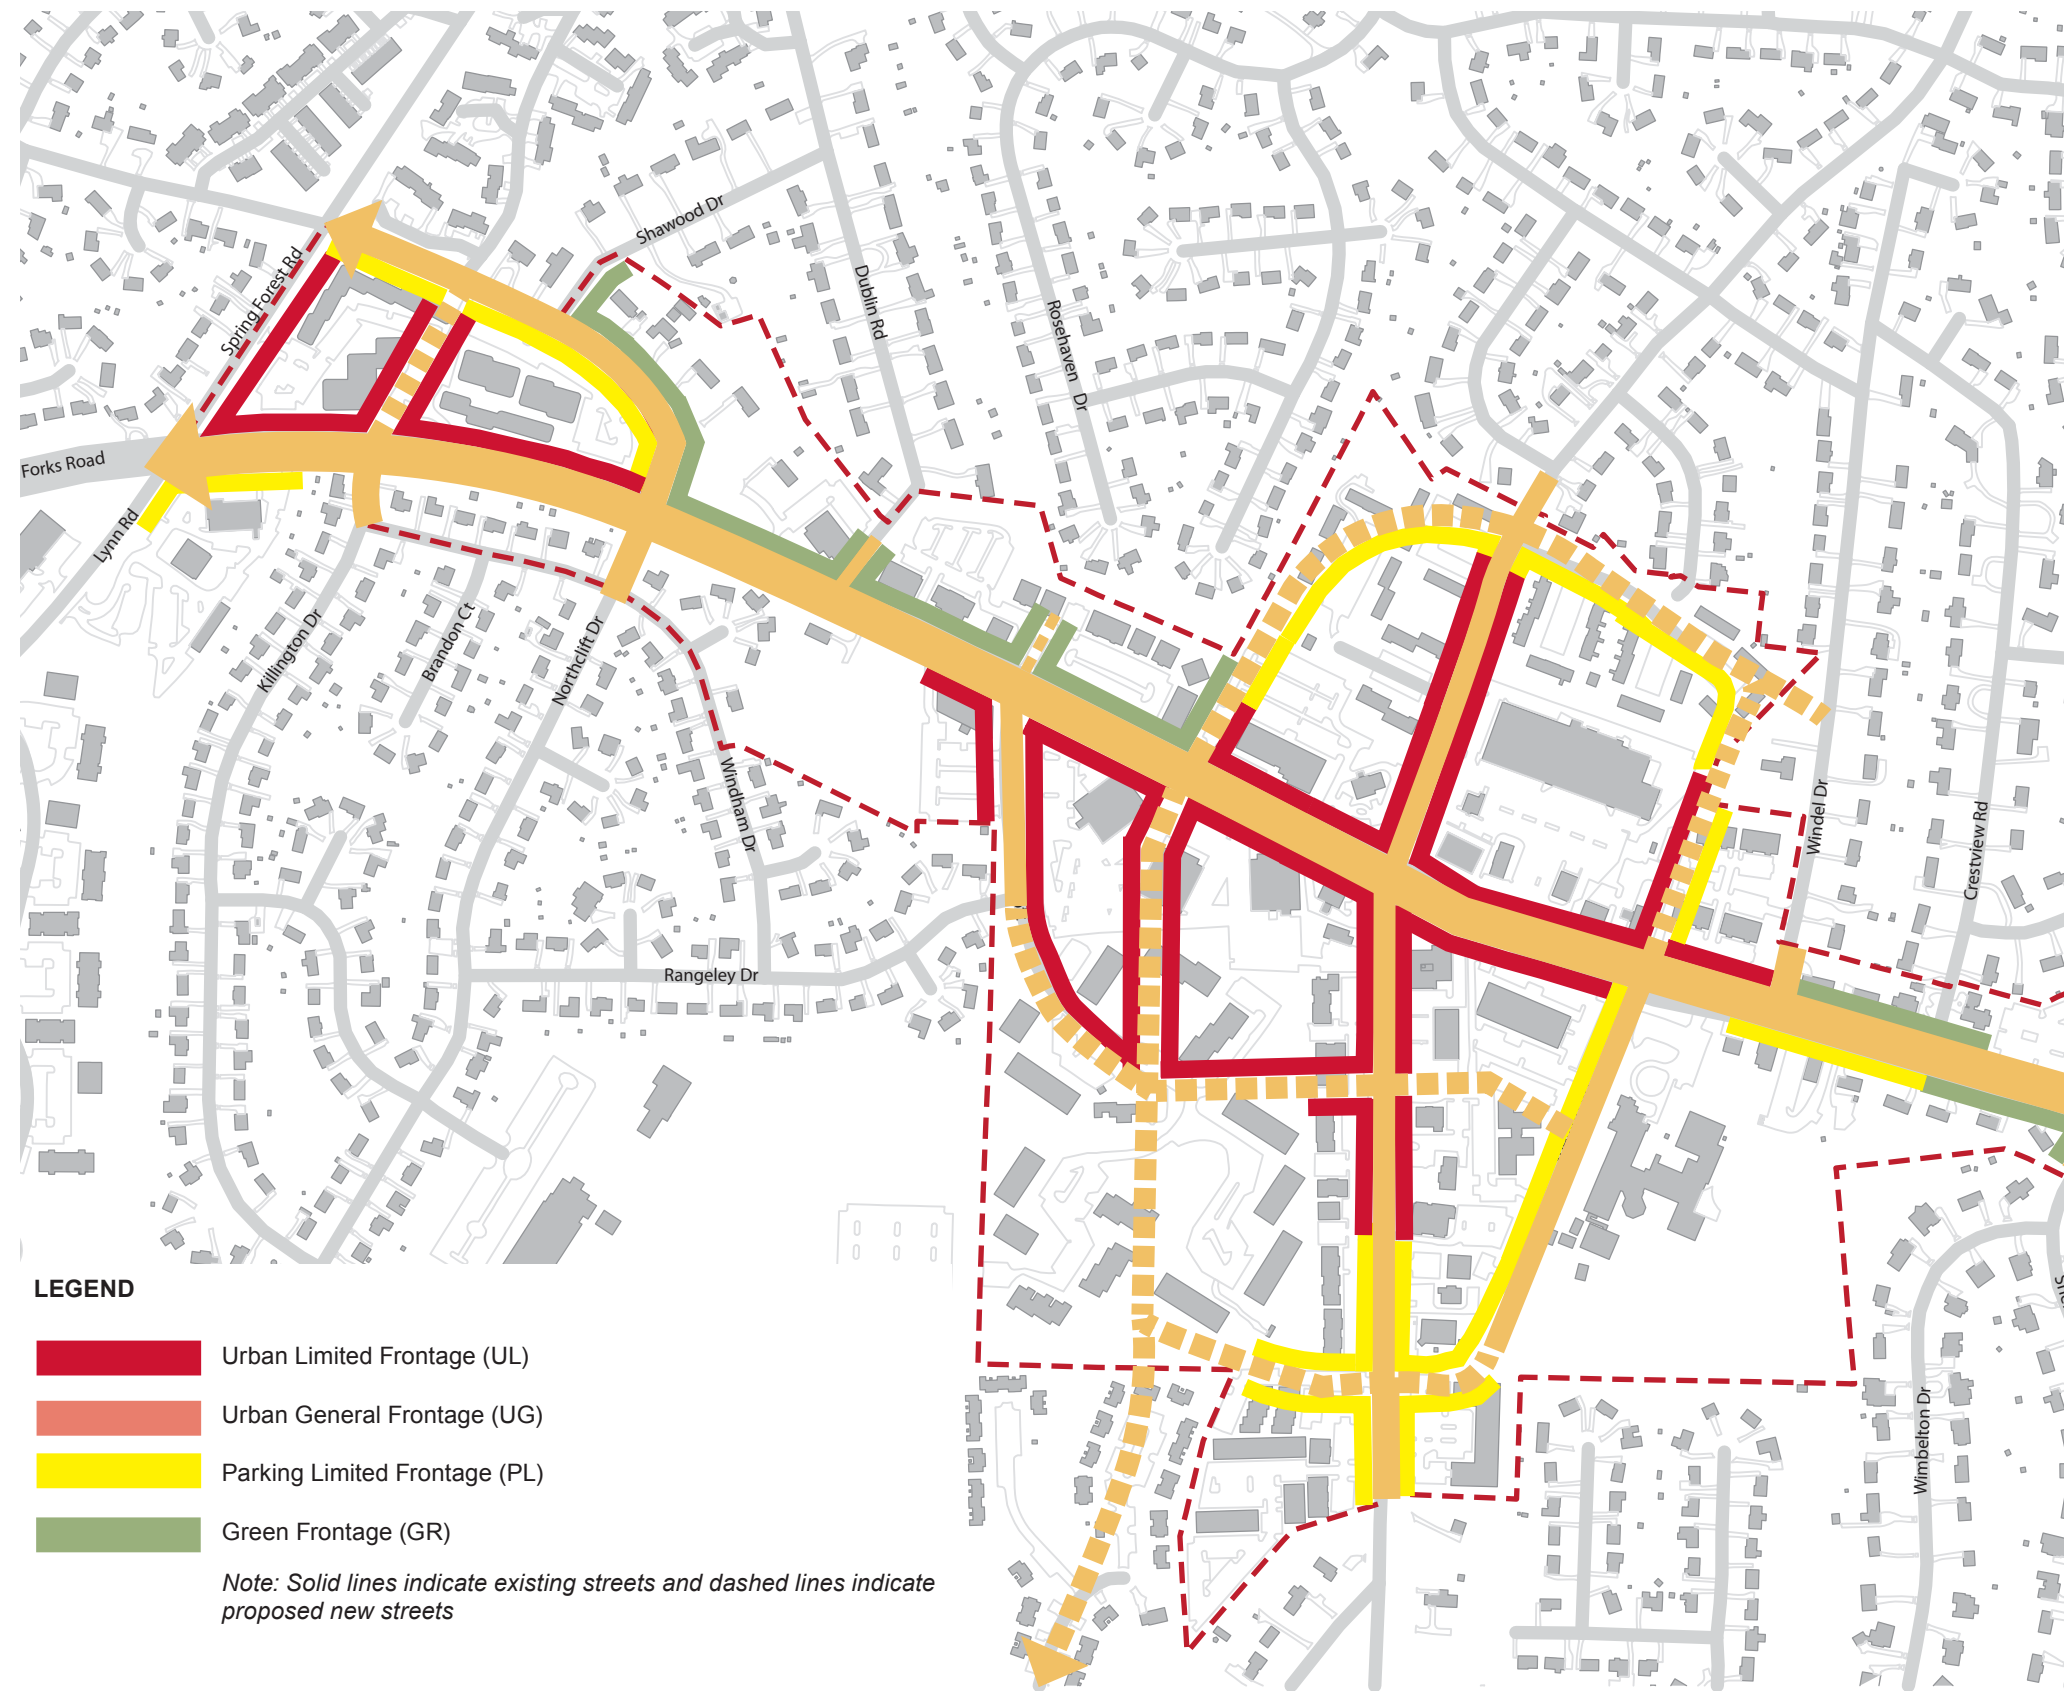 Shawood Dr
Spring Forest Rd
Dublin Rd
Rosehaven Dr
Forks Road
Lynn Rd
Killington Dr
Brandon Ct
Northclift Dr
Windham Dr
Windel Dr
Crestview Rd
Rangeley Dr
LEGEND
Urban Limited Frontage (UL)
Urban General Frontage (UG)
Parking Limited Frontage (PL)
Green Frontage (GR)
Note: Solid lines indicate existing streets and dashed lines indicate
proposed new streets
Wimbelton Dr